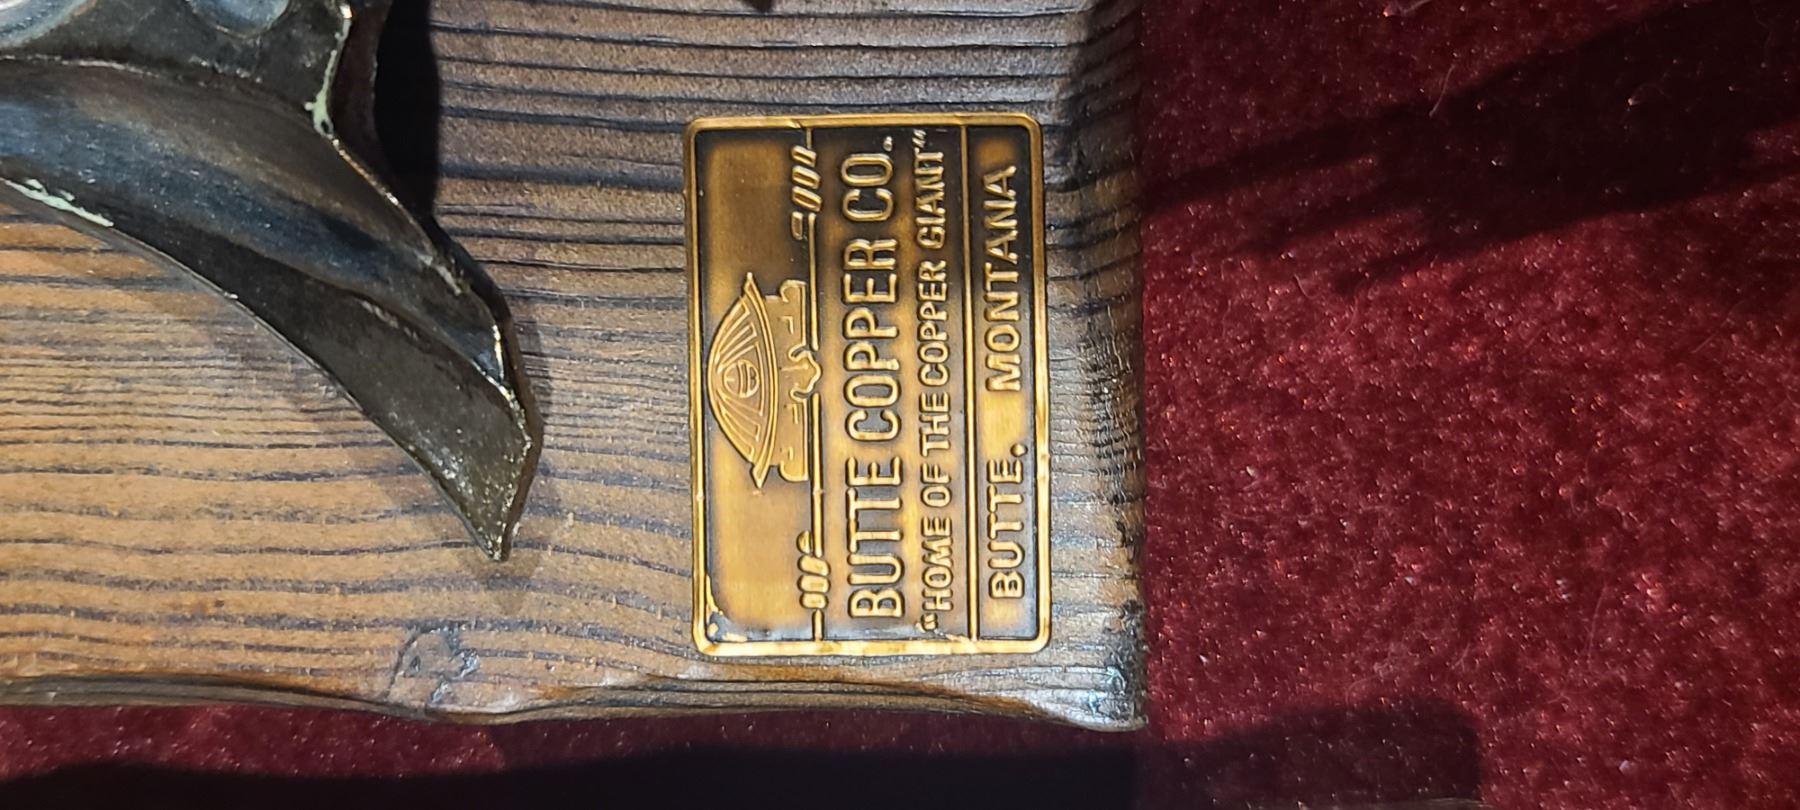 BUTTE COPPER CO.
"HOME OF THE COPPER GIANT"
BUTTE, MONTANA